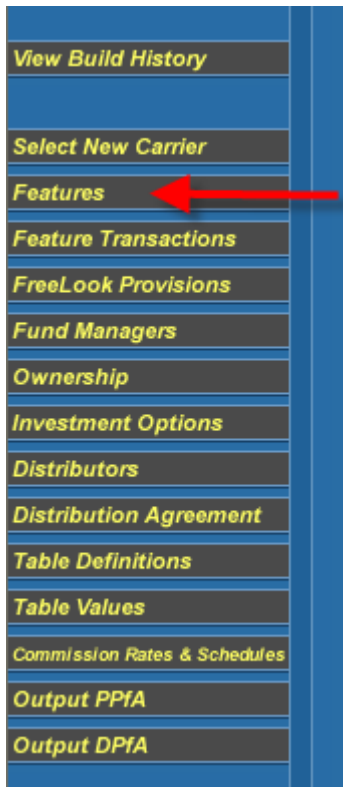 View Build History
Select New Carrier
Features
Feature Transactions
FreeLook Provisions
Fund Managers
Ownership
Investment Options
Distributors
Distribution Agreement
Table Definitions
Table Values
Commission Rates & Schedules
Output PPfA
Output DPfA